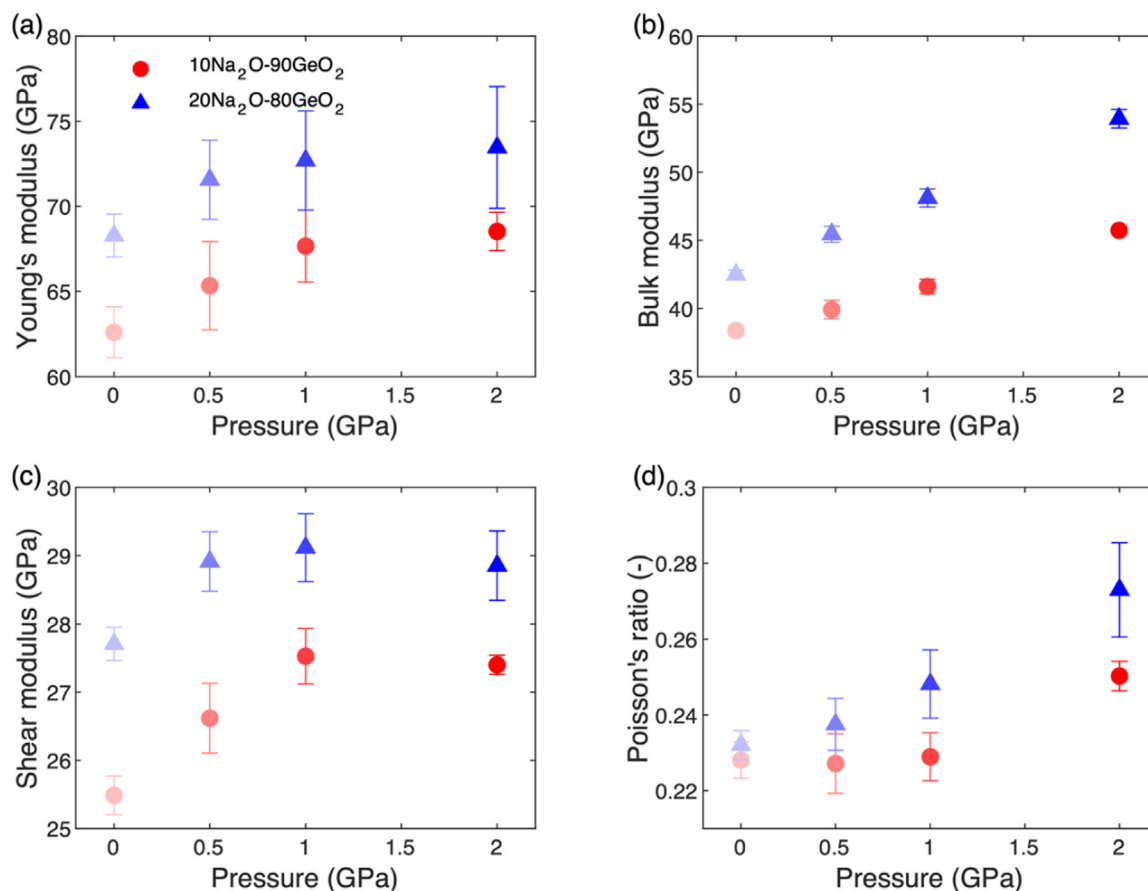 (a)
80
75
70
65
60
Young's modulus (GPa)
10Na₂O-90GeO₂
20Na₂O-80GeO₂
0 0.5 1 1.5 2
Pressure (GPa)
(b)
60
55
50
45
40
35
Bulk modulus (GPa)
0 0.5 1 1.5 2
Pressure (GPa)
(c)
30
29
28
27
26
25
Shear modulus (GPa)
0 0.5 1 1.5 2
Pressure (GPa)
(d)
0.3
0.28
0.26
0.24
0.22
Poisson's ratio (-)
0 0.5 1 1.5 2
Pressure (GPa)